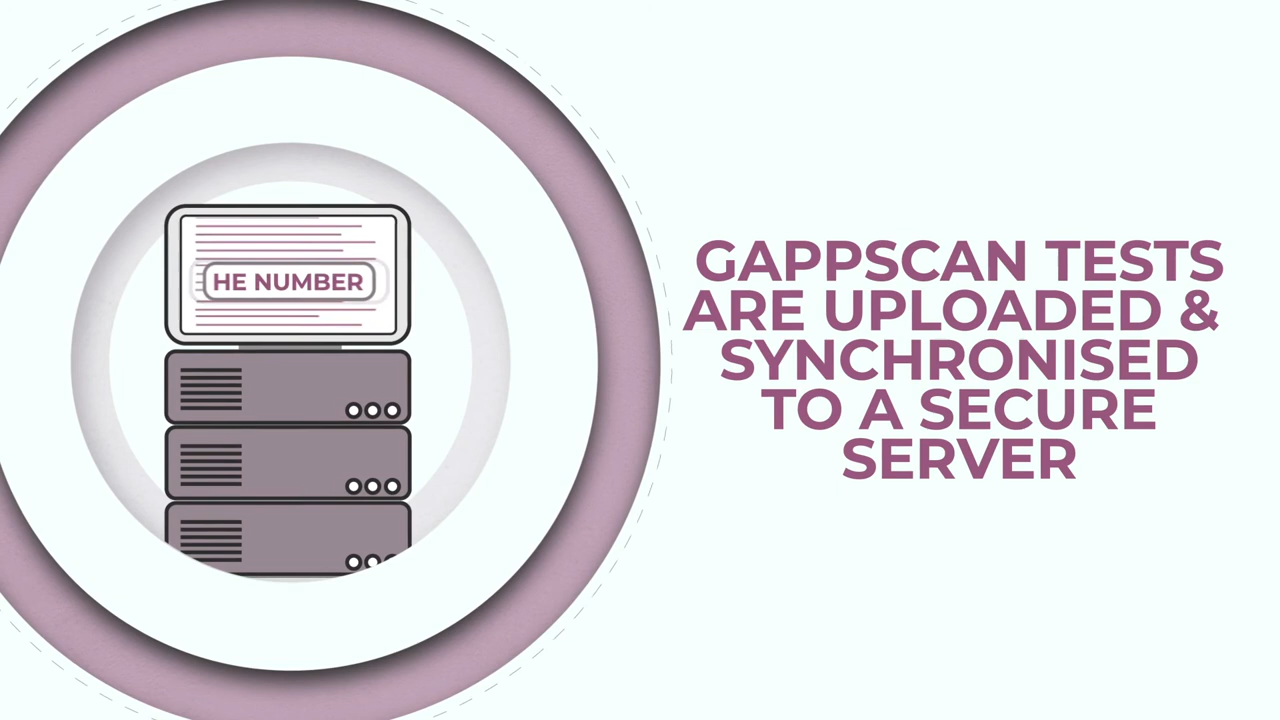 HE NUMBER
GAPPSCAN TESTS
ARE UPLOADED &
SYNCHRONISED
TO A SECURE
SERVER